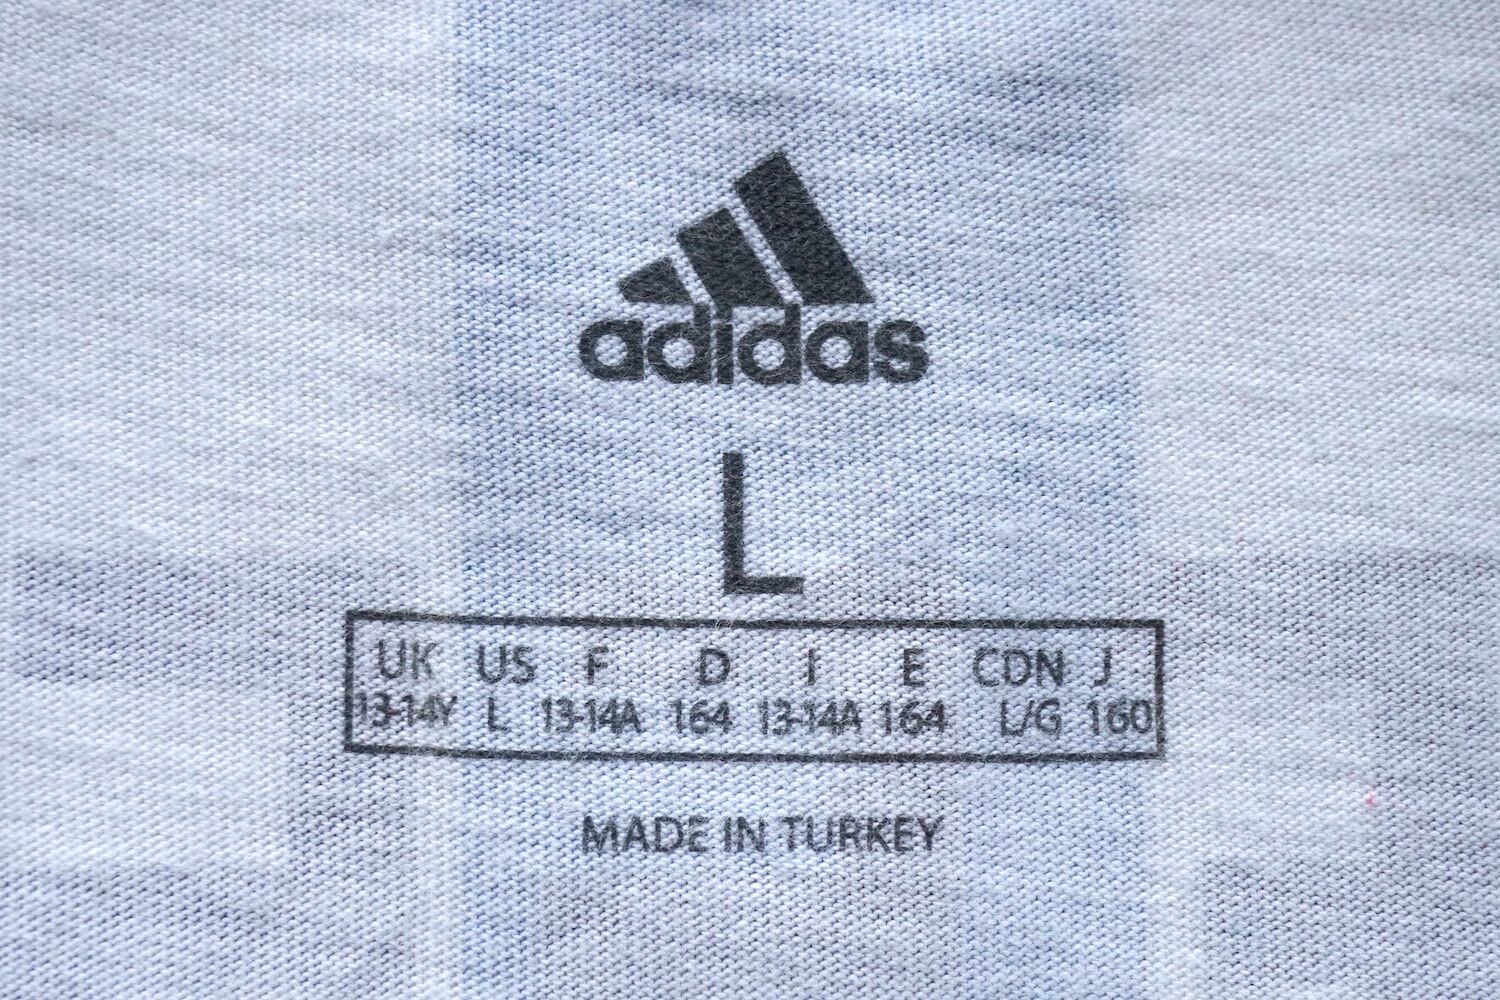 adidas
L
UK US F D I E CDN J
13-14Y L 13-14A 164 13-14A 164 L/G 160
MADE IN TURKEY